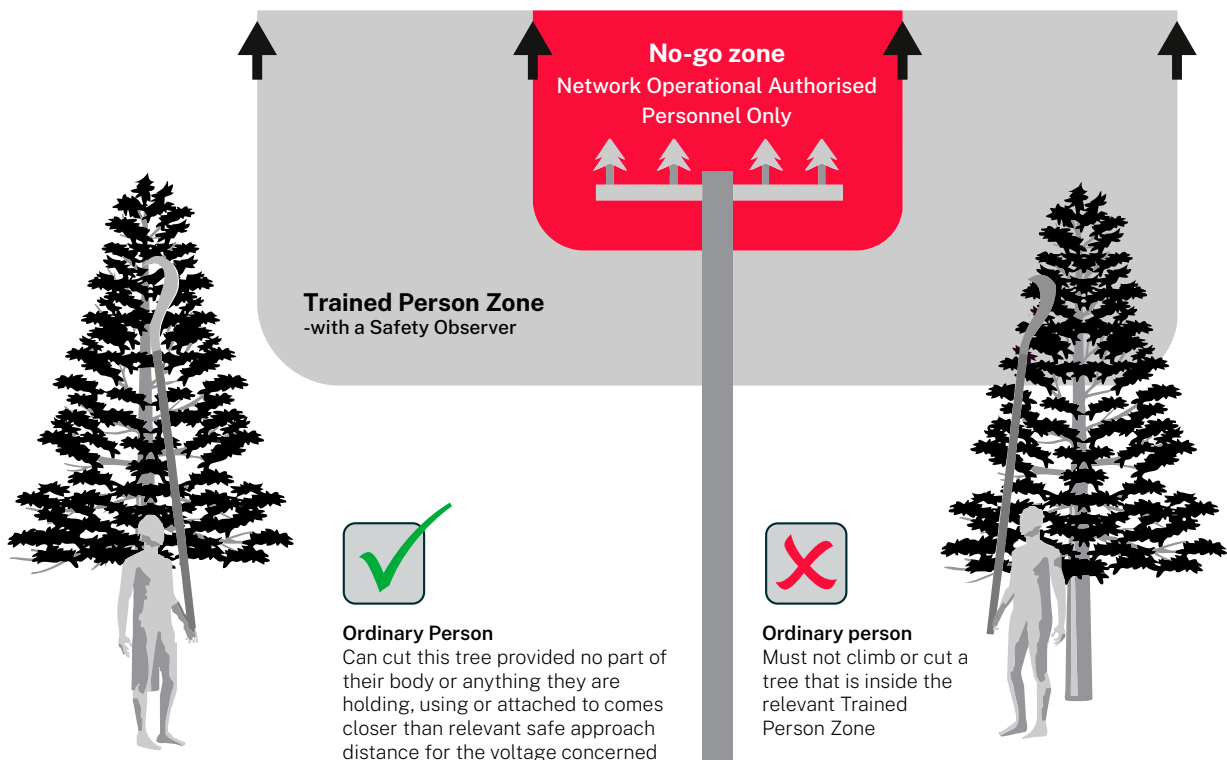 No-go zone
Network Operational Authorised
Personnel Only
Trained Person Zone
-with a Safety Observer
Ordinary Person
Can cut this tree provided no part of
their body or anything they are
holding, using or attached to comes
closer than relevant safe approach
distance for the voltage concerned
Ordinary person
Must not climb or cut a
tree that is inside the
relevant Trained
Person Zone